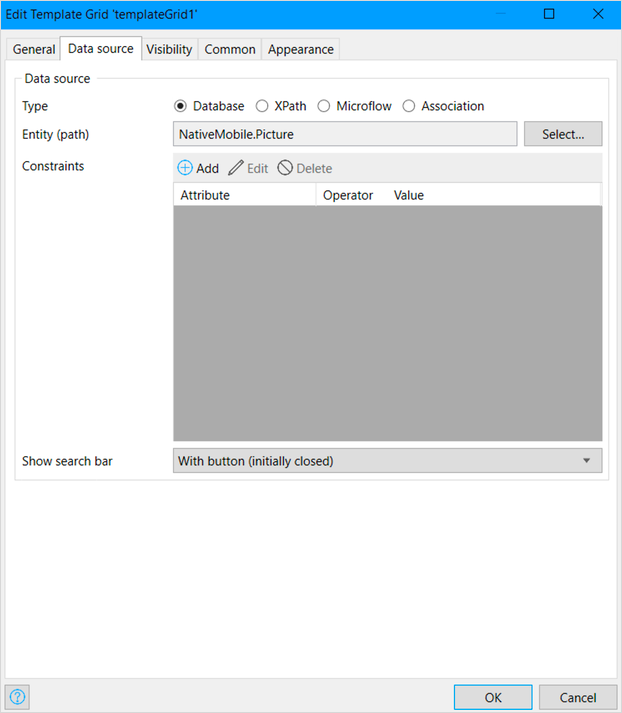 Edit Template Grid 'templateGrid1'
General Data source Visibility Common Appearance
Data source
Type Database XPath Microflow Association
Entity (path) NativeMobile.Picture Select...
Constraints Add Edit Delete
Attribute Operator Value
Show search bar With button (initially closed)
? OK Cancel